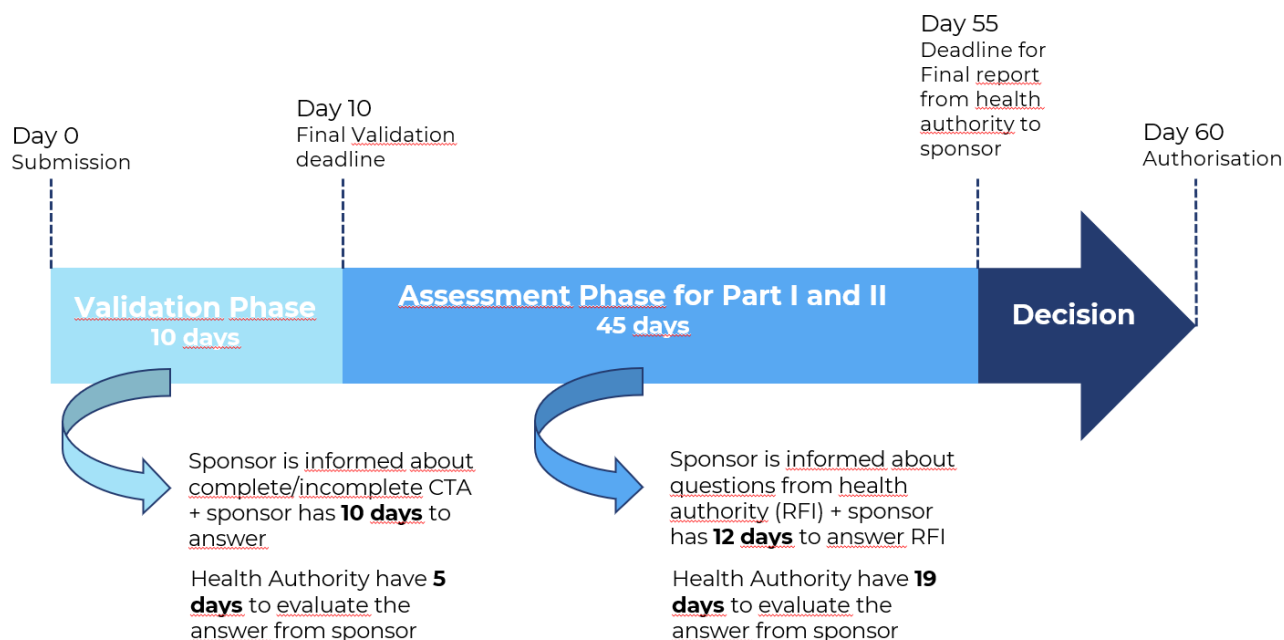 Day 0
Submission
Day 10
Final Validation
deadline
Day 55
Deadline for
Final report
from health
authority to
sponsor
Day 60
Authorisation
Validation Phase
10 days
Assessment Phase for Part I and II
45 days
Decision
Sponsor is informed about
complete/incomplete CTA
+ sponsor has 10 days to
answer
Health Authority have 5
days to evaluate the
answer from sponsor
Sponsor is informed about
questions from health
authority (RFI) + sponsor
has 12 days to answer RFI
Health Authority have 19
days to evaluate the
answer from sponsor